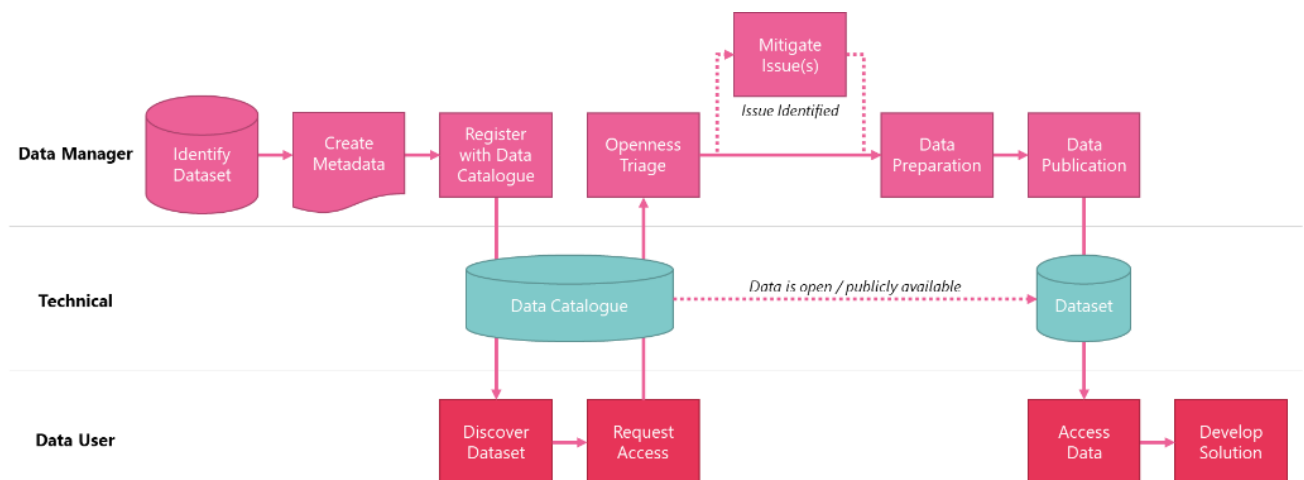 Mitigate
Issue(s)
Issue Identified
Data Manager
Identify
Dataset
Create
Metadata
Register
with Data
Catalogue
Openness
Triage
Data
Preparation
Data
Publication
Technical
Data Catalogue
Data is open / publicly available
Dataset
Data User
Discover
Dataset
Request
Access
Access
Data
Develop
Solution